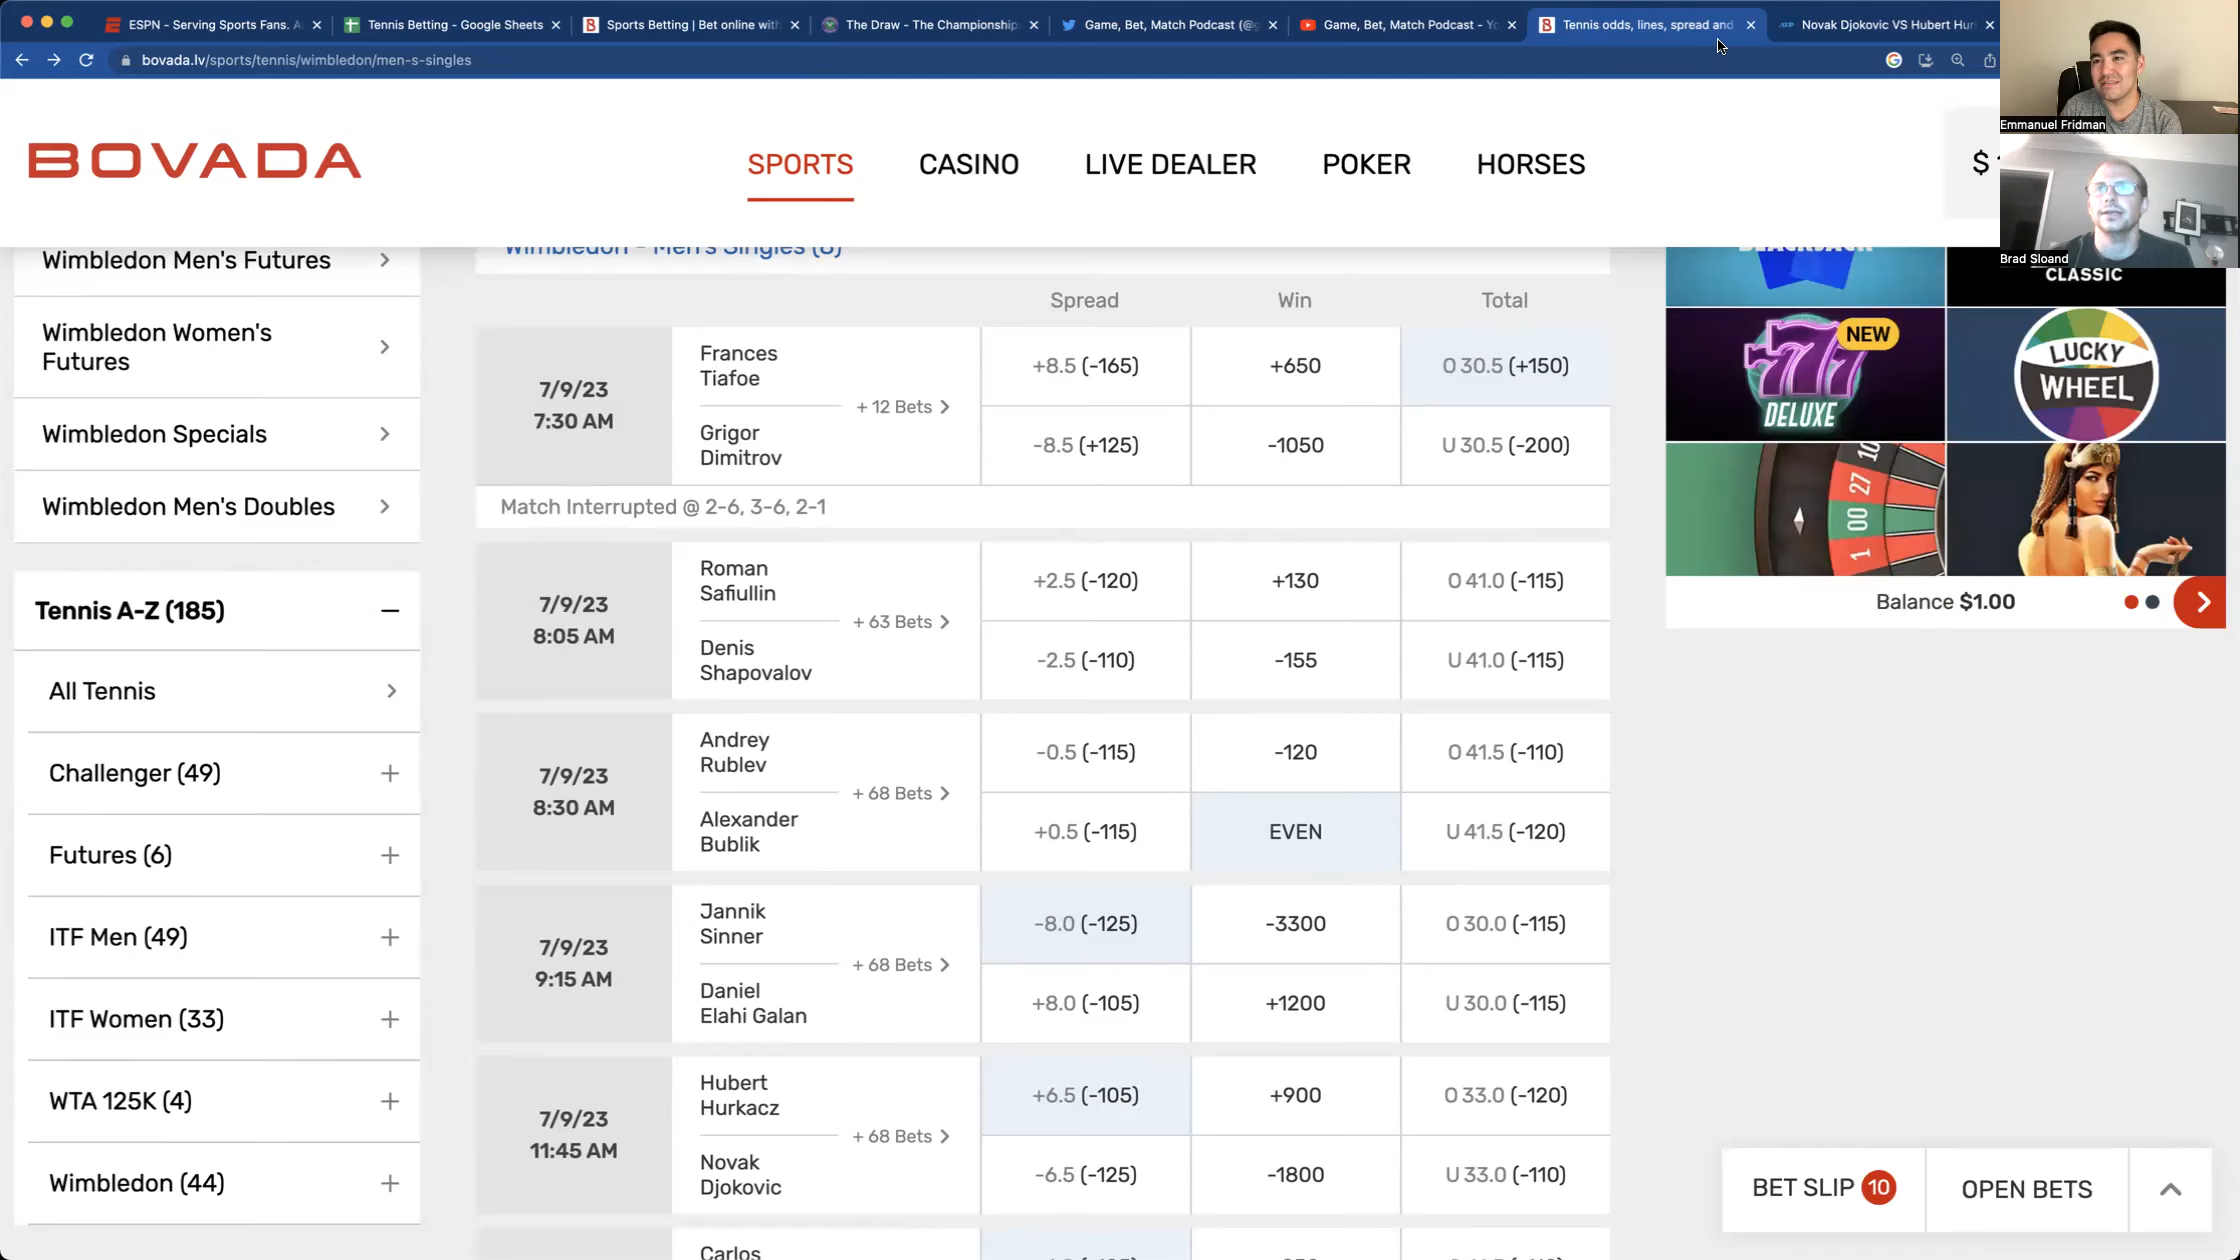 ESPN - Serving Sports Fans. A
Tennis Betting - Google Sheets
Sports Betting | Bet online with
The Draw - The Championship
Game, Bet, Match Podcast (@g
Game, Bet, Match Podcast - Yo
Tennis odds, lines, spread and
Novak Djokovic VS Hubert Hur
bovada.lv/sports/tennis/wimbledon/men-s-singles
Emmanuel Fridman
Brad Sloand
BOVADA
SPORTS
CASINO
LIVE DEALER
POKER
HORSES
$
Wimbledon Men's Futures
Wimbledon Women's
Futures
Wimbledon Specials
Wimbledon Men's Doubles
Tennis A-Z (185)
All Tennis
Challenger (49)
Futures (6)
ITF Men (49)
ITF Women (33)
WTA 125K (4)
Wimbledon (44)
Wimbledon - Men's Singles (6)
Spread Win Total
7/9/23
7:30 AM
Frances
Tiafoe
+ 12 Bets
Grigor
Dimitrov
+8.5 (-165) +650 O 30.5 (+150)
-8.5 (+125) -1050 U 30.5 (-200)
Match Interrupted @ 2-6, 3-6, 2-1
7/9/23
8:05 AM
Roman
Safiullin
+ 63 Bets
Denis
Shapovalov
+2.5 (-120) +130 O 41.0 (-115)
-2.5 (-110) -155 U 41.0 (-115)
7/9/23
8:30 AM
Andrey
Rublev
+ 68 Bets
Alexander
Bublik
-0.5 (-115) -120 O 41.5 (-110)
+0.5 (-115) EVEN U 41.5 (-120)
7/9/23
9:15 AM
Jannik
Sinner
+ 68 Bets
Daniel
Elahi Galan
-8.0 (-125) -3300 O 30.0 (-115)
+8.0 (-105) +1200 U 30.0 (-115)
7/9/23
11:45 AM
Hubert
Hurkacz
+ 68 Bets
Novak
Djokovic
+6.5 (-105) +900 O 33.0 (-120)
-6.5 (-125) -1800 U 33.0 (-110)
Carlos
BLACKJACK
CLASSIC
777
DELUXE
NEW
LUCKY
WHEEL
10
27
00
1
Balance $1.00
BET SLIP 10
OPEN BETS